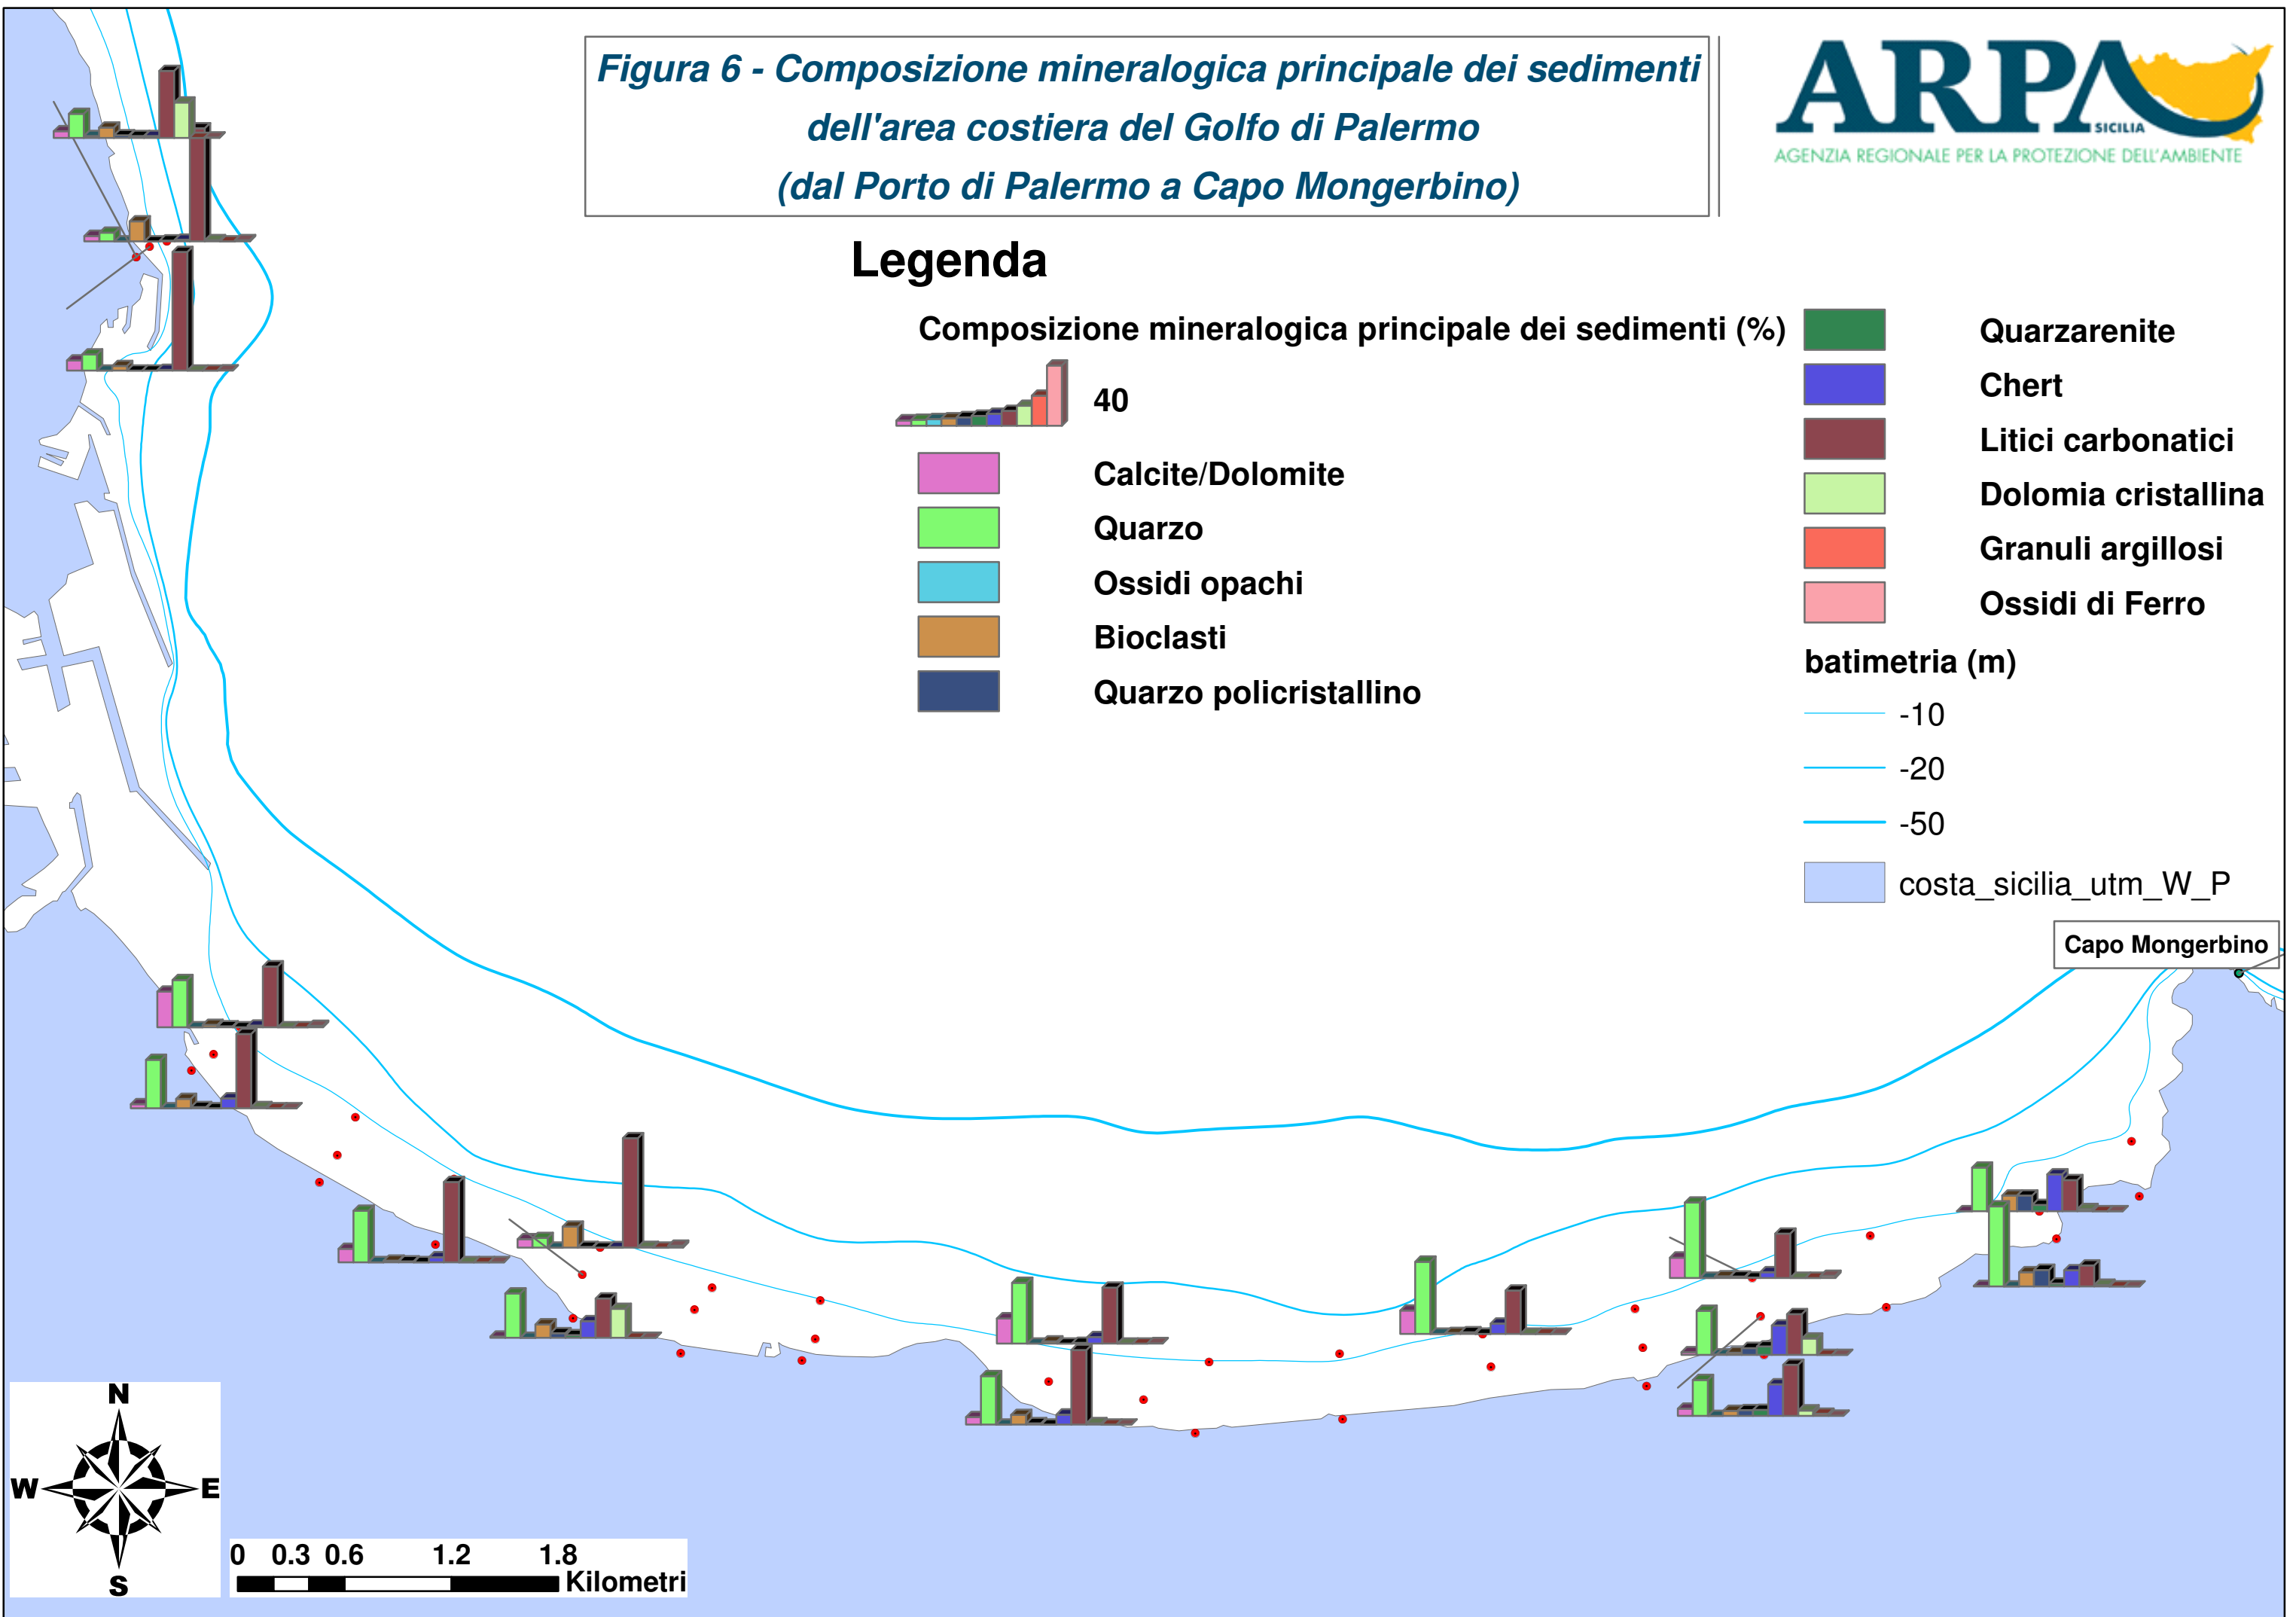 Figura 6 - Composizione mineralogica principale dei sedimenti
dell'area costiera del Golfo di Palermo
(dal Porto di Palermo a Capo Mongerbino)
ARPA
SICILIA
AGENZIA REGIONALE PER LA PROTEZIONE DELL'AMBIENTE
Legenda
Composizione mineralogica principale dei sedimenti (%)
40
Calcite/Dolomite
Quarzo
Ossidi opachi
Bioclasti
Quarzo policristallino
Quarzarenite
Chert
Litici carbonatici
Dolomia cristallina
Granuli argillosi
Ossidi di Ferro
batimetria (m)
-10
-20
-50
costa_sicilia_utm_W_P
Capo Mongerbino
N
W E
S
0 0.3 0.6 1.2 1.8
Kilometri